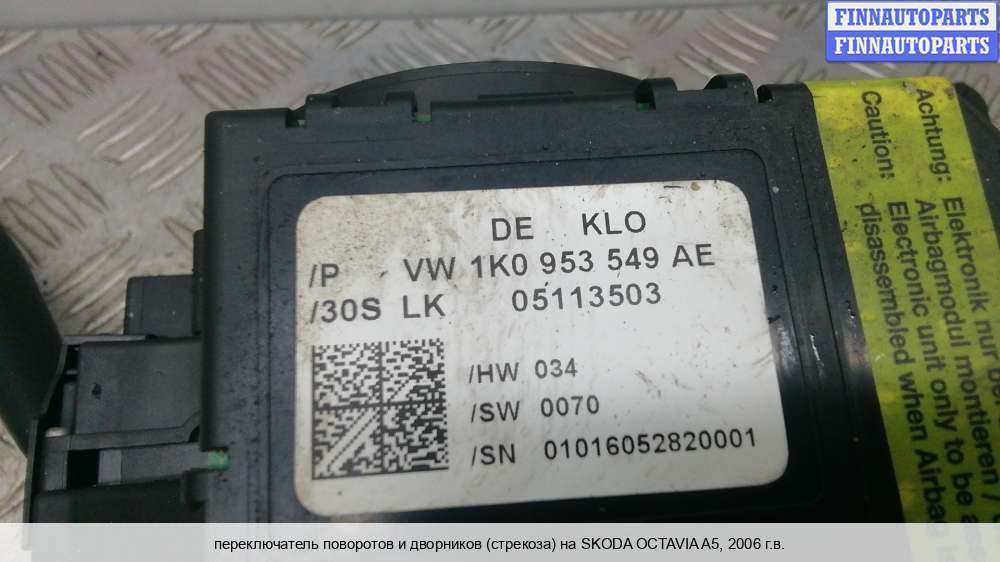 FINNAUTOPARTS
FINNAUTOPARTS
DE KLO
/P VW 1K0 953 549 AE
/30S LK 05113503
/HW 034
/SW 0070
/SN 01016052820001
Achtung: Elektronik nur bei
Airbagmodul montieren /
Caution: Electronic unit only to be
disassembled when Airbag
переключатель поворотов и дворников (стрекоза) на SKODA OCTAVIA A5, 2006 г.в.